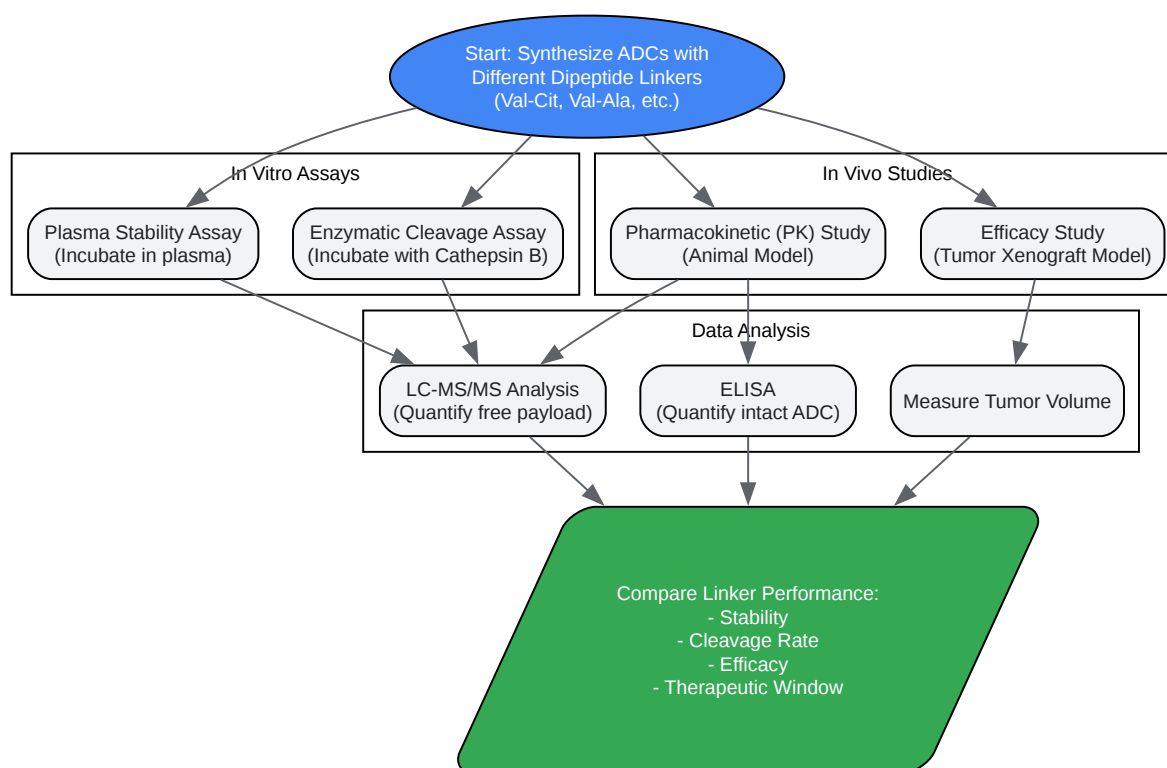 Start: Synthesize ADCs with
Different Dipeptide Linkers
(Val-Cit, Val-Ala, etc.)
In Vitro Assays
In Vivo Studies
Plasma Stability Assay
(Incubate in plasma)
Enzymatic Cleavage Assay
(Incubate with Cathepsin B)
Pharmacokinetic (PK) Study
(Animal Model)
Efficacy Study
(Tumor Xenograft Model)
Data Analysis
LC-MS/MS Analysis
(Quantify free payload)
ELISA
(Quantify intact ADC)
Measure Tumor Volume
Compare Linker Performance:
- Stability
- Cleavage Rate
- Efficacy
- Therapeutic Window